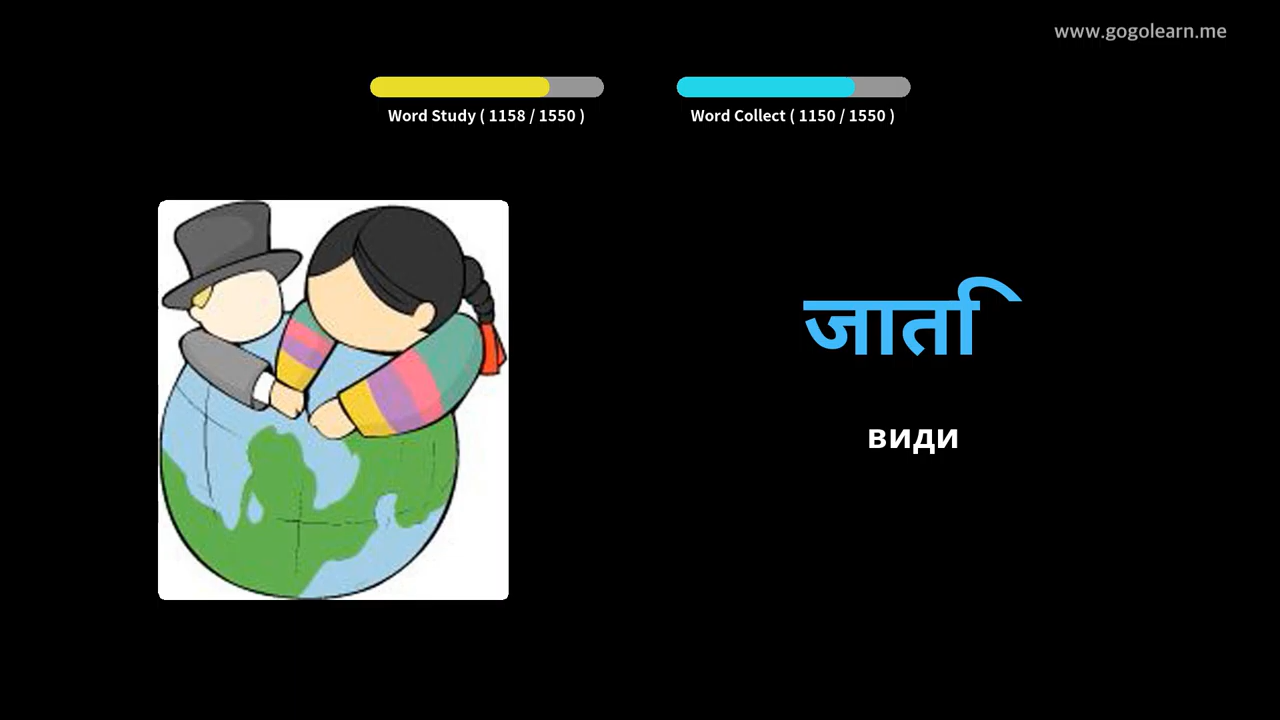 www.gogolearn.me
Word Study ( 1158 / 1550 )
Word Collect ( 1150 / 1550 )
जाति
види